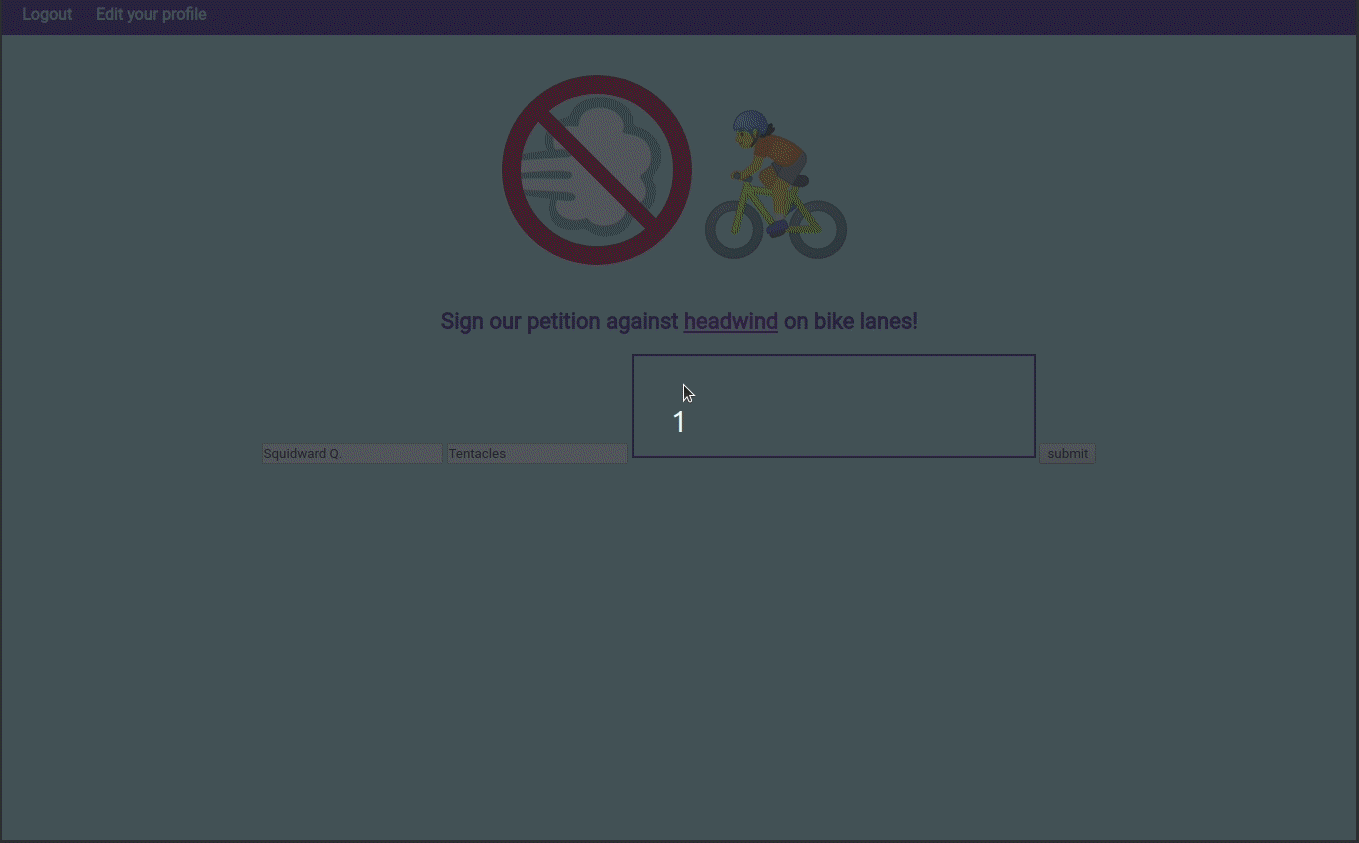 Logout Edit your profile
Sign our petition against headwind on bike lanes!
1
Squidward Q. Tentacles submit